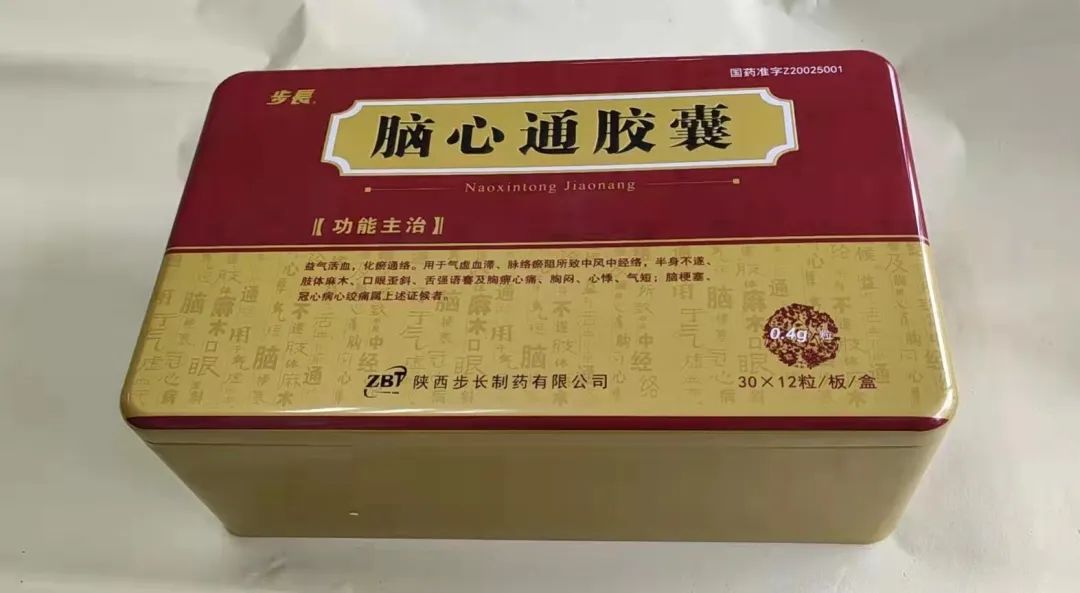 国药准字Z20025001
步長
脑心通胶囊
Naoxintong Jiaonang
【功能主治】
益气活血,化瘀通络。用于气虚血滞、脉络瘀阻所致中风中经络,半身不遂、
肢体麻木、口眼歪斜、舌强语謇及胸痹心痛、胸闷、心悸、气短;脑梗塞、
冠心病心绞痛属上述证候者。
0.4g/粒
ZBT 陕西步长制药有限公司
30×12粒/板/盒